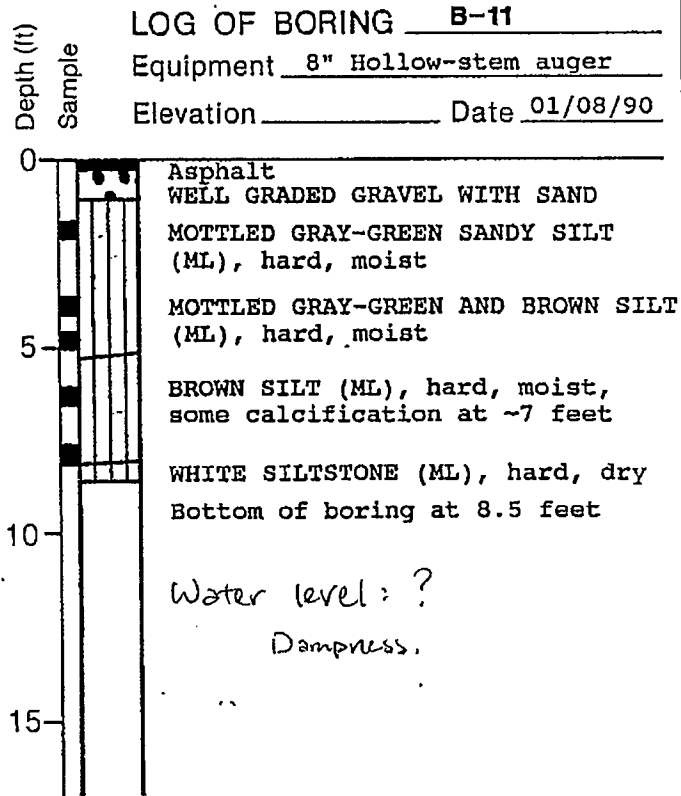 LOG OF BORING B-11
Equipment 8" Hollow-stem auger
Elevation Date 01/08/90
Depth (ft)
Sample
0
Asphalt
WELL GRADED GRAVEL WITH SAND
MOTTLED GRAY-GREEN SANDY SILT
(ML), hard, moist
MOTTLED GRAY-GREEN AND BROWN SILT
(ML), hard, moist
5
BROWN SILT (ML), hard, moist,
some calcification at ~7 feet
WHITE SILTSTONE (ML), hard, dry
Bottom of boring at 8.5 feet
10
Water level: ?
Dampness.
15